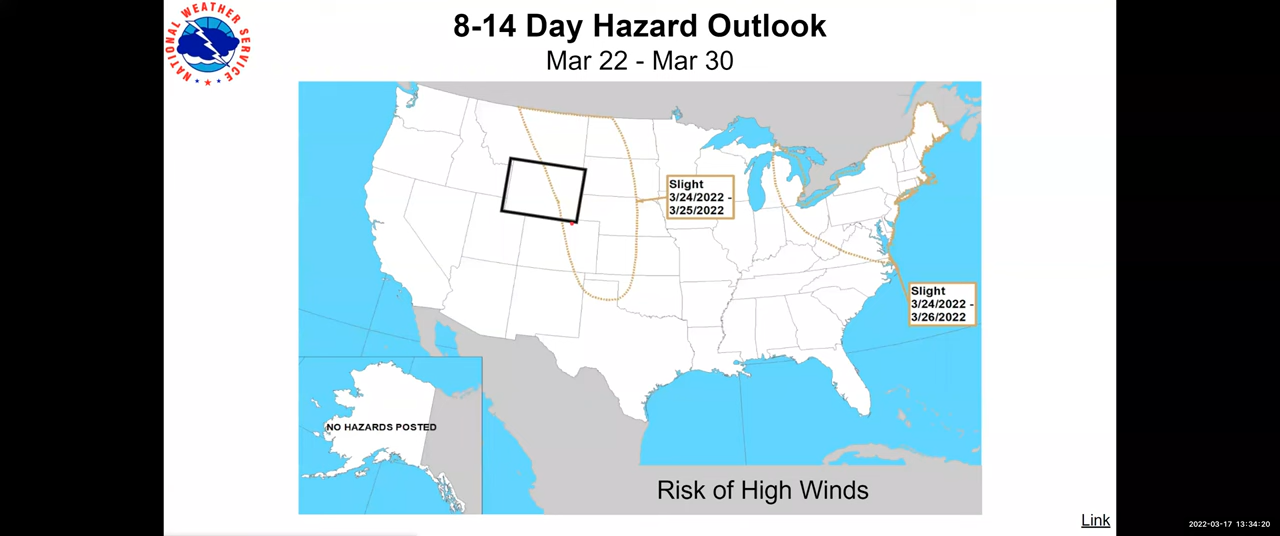 NATIONAL WEATHER SERVICE
8-14 Day Hazard Outlook
Mar 22 - Mar 30
Slight
3/24/2022 -
3/25/2022
Slight
3/24/2022 -
3/26/2022
NO HAZARDS POSTED
Risk of High Winds
Link
2022-03-17 13:34:20